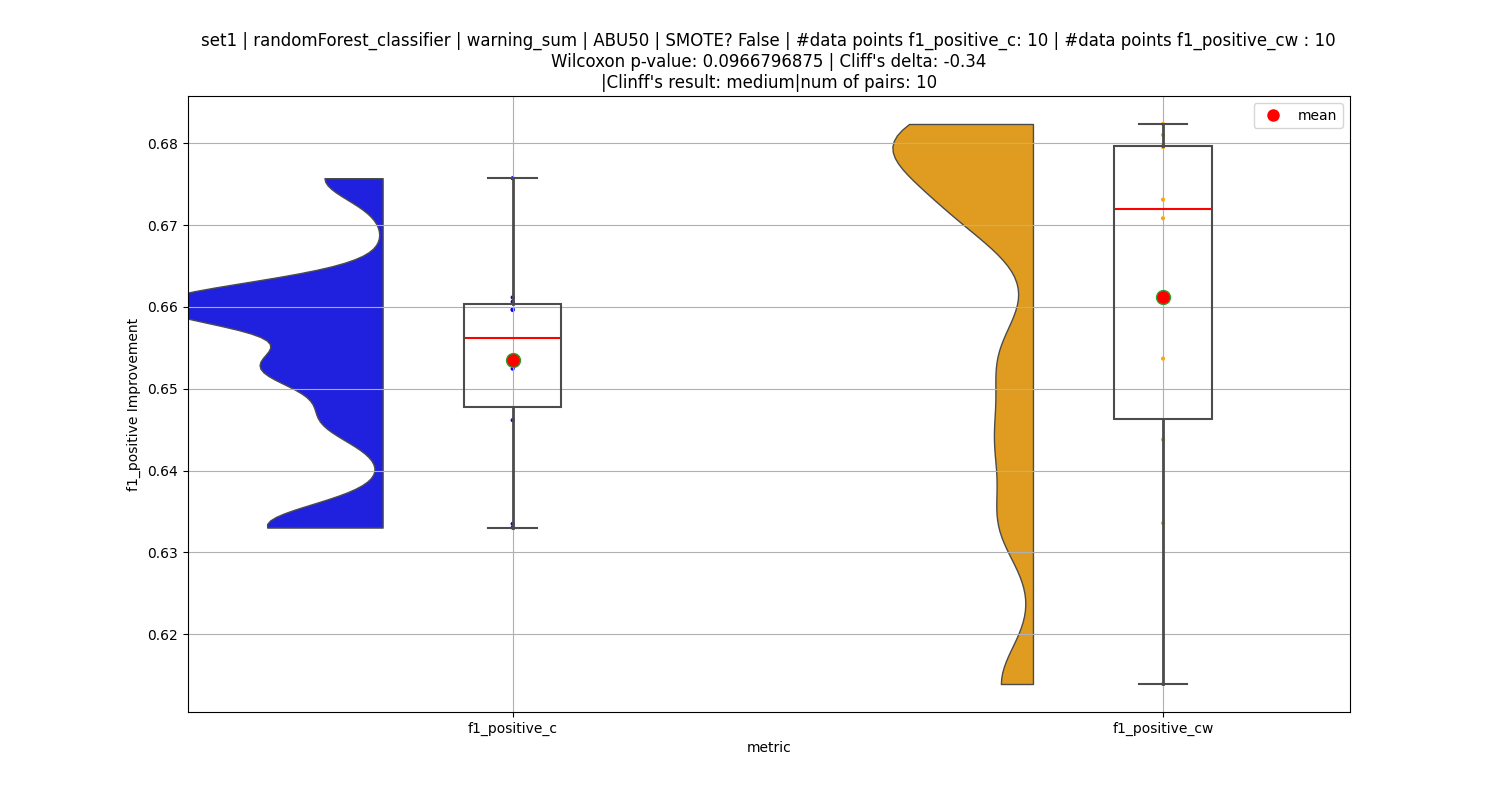 set1 | randomForest_classifier | warning_sum | ABU50 | SMOTE? False | #data points f1_positive_c: 10 | #data points f1_positive_cw : 10
Wilcoxon p-value: 0.0966796875 | Cliff's delta: -0.34
|Clinff's result: medium|num of pairs: 10
mean
0.68
0.67
0.66
0.65
0.64
0.63
0.62
f1_positive Improvement
f1_positive_c
f1_positive_cw
metric